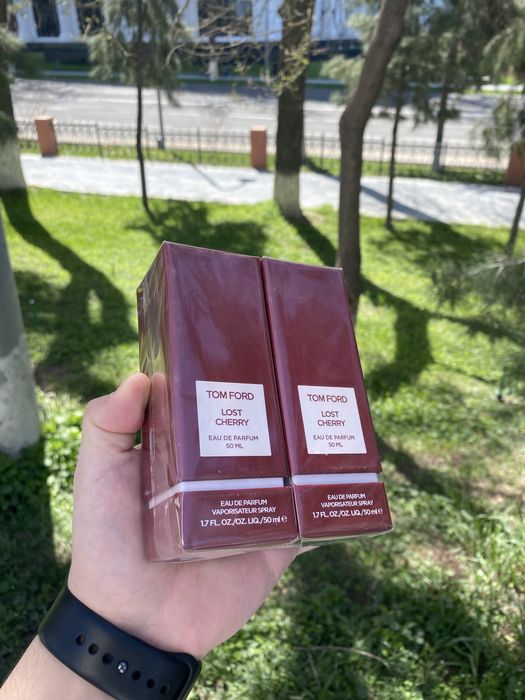 TOM FORD
LOST
CHERRY
EAU DE PARFUM
50 ML
EAU DE PARFUM
VAPORISATEUR SPRAY
1.7 FL. OZ./OZ. LIQ./50 ml e
TOM FORD
LOST
CHERRY
EAU DE PARFUM
50 ML
EAU DE PARFUM
VAPORISATEUR SPRAY
1.7 FL. OZ./OZ. LIQ./50 ml e